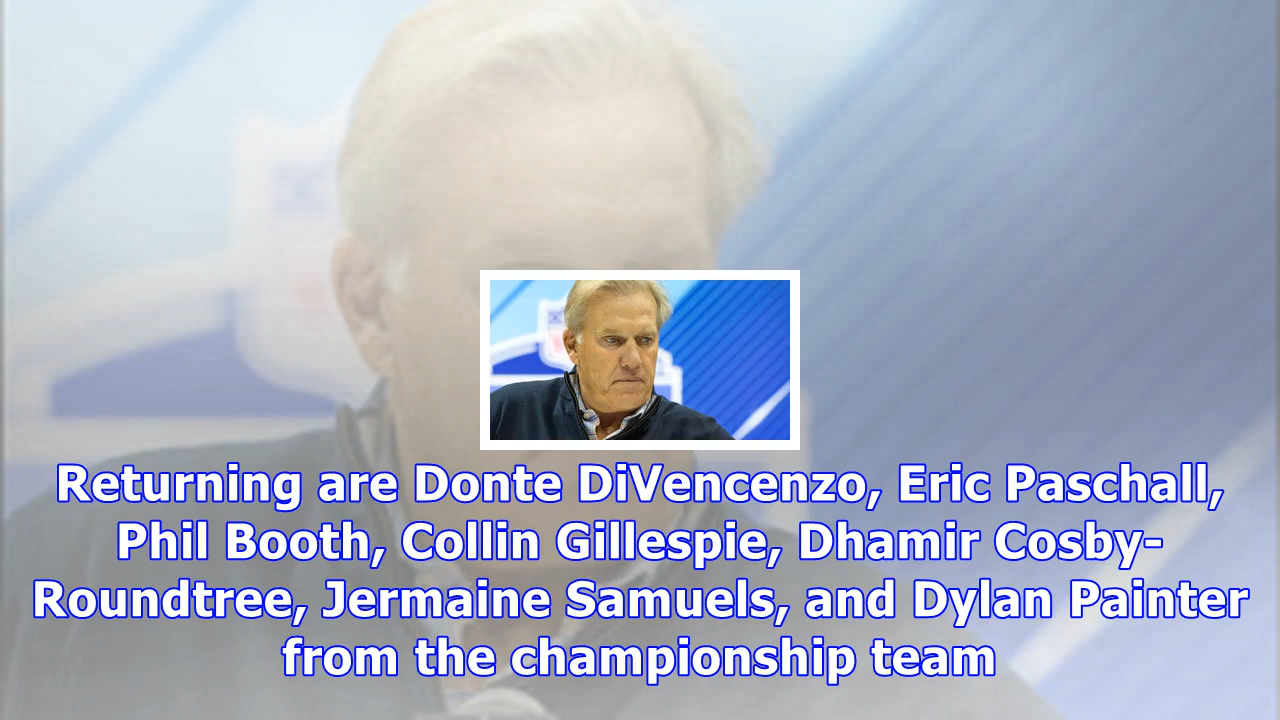 Returning are Donte DiVencenzo, Eric Paschall,
Phil Booth, Collin Gillespie, Dhamir Cosby-
Roundtree, Jermaine Samuels, and Dylan Painter
from the championship team